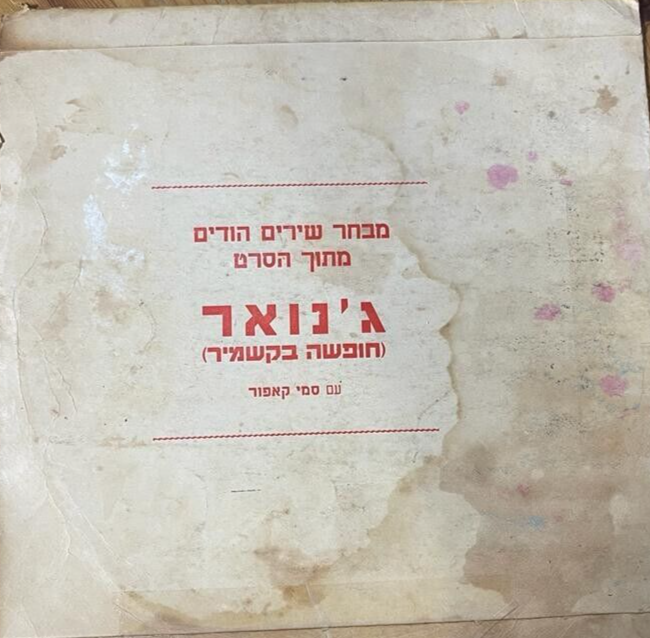 מבחר שירים הודים
מתוך הסרט
ג'נואר
(חופשה בקשמיר)
עם סמי קאפור